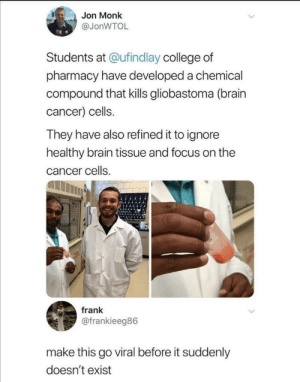 Jon Monk
@JonWTOL
Students at @ufindlay college of
pharmacy have developed a chemical
compound that kills gliobastoma (brain
cancer) cells.
They have also refined it to ignore
healthy brain tissue and focus on the
cancer cells.
frank
@frankieeg86
make this go viral before it suddenly
doesn't exist